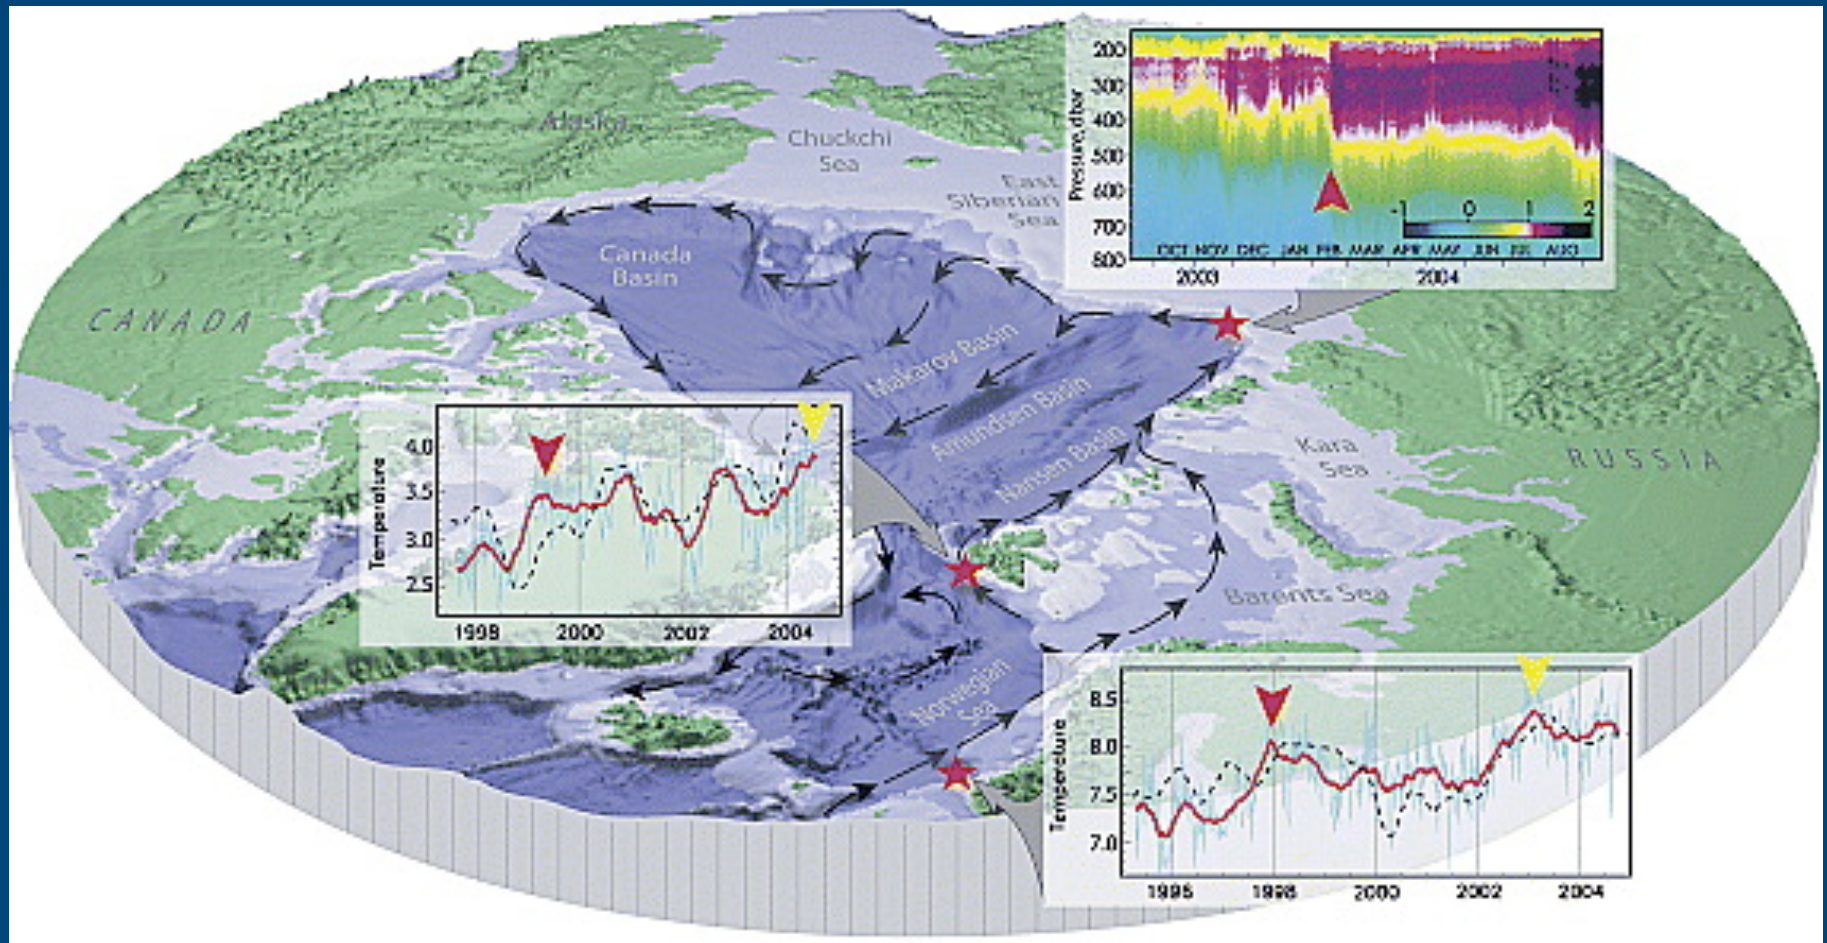 Alaska
Chuckchi
Sea
East
Siberian
Sea
Canada
Basin
CANADA
Makarov Basin
Amundsen Basin
Nansen Basin
Kara
Sea
RUSSIA
Barents Sea
Norwegian
Sea
Pressure, dbar
200
300
400
500
600
700
800
-1 0 1 2
OCT NOV DEC JAN FEB MAR APR MAY JUN JUL AUG
2003 2004
Temperature
4.0
3.5
3.0
2.5
1998 2000 2002 2004
Temperature
8.5
8.0
7.5
7.0
1996 1998 2000 2002 2004